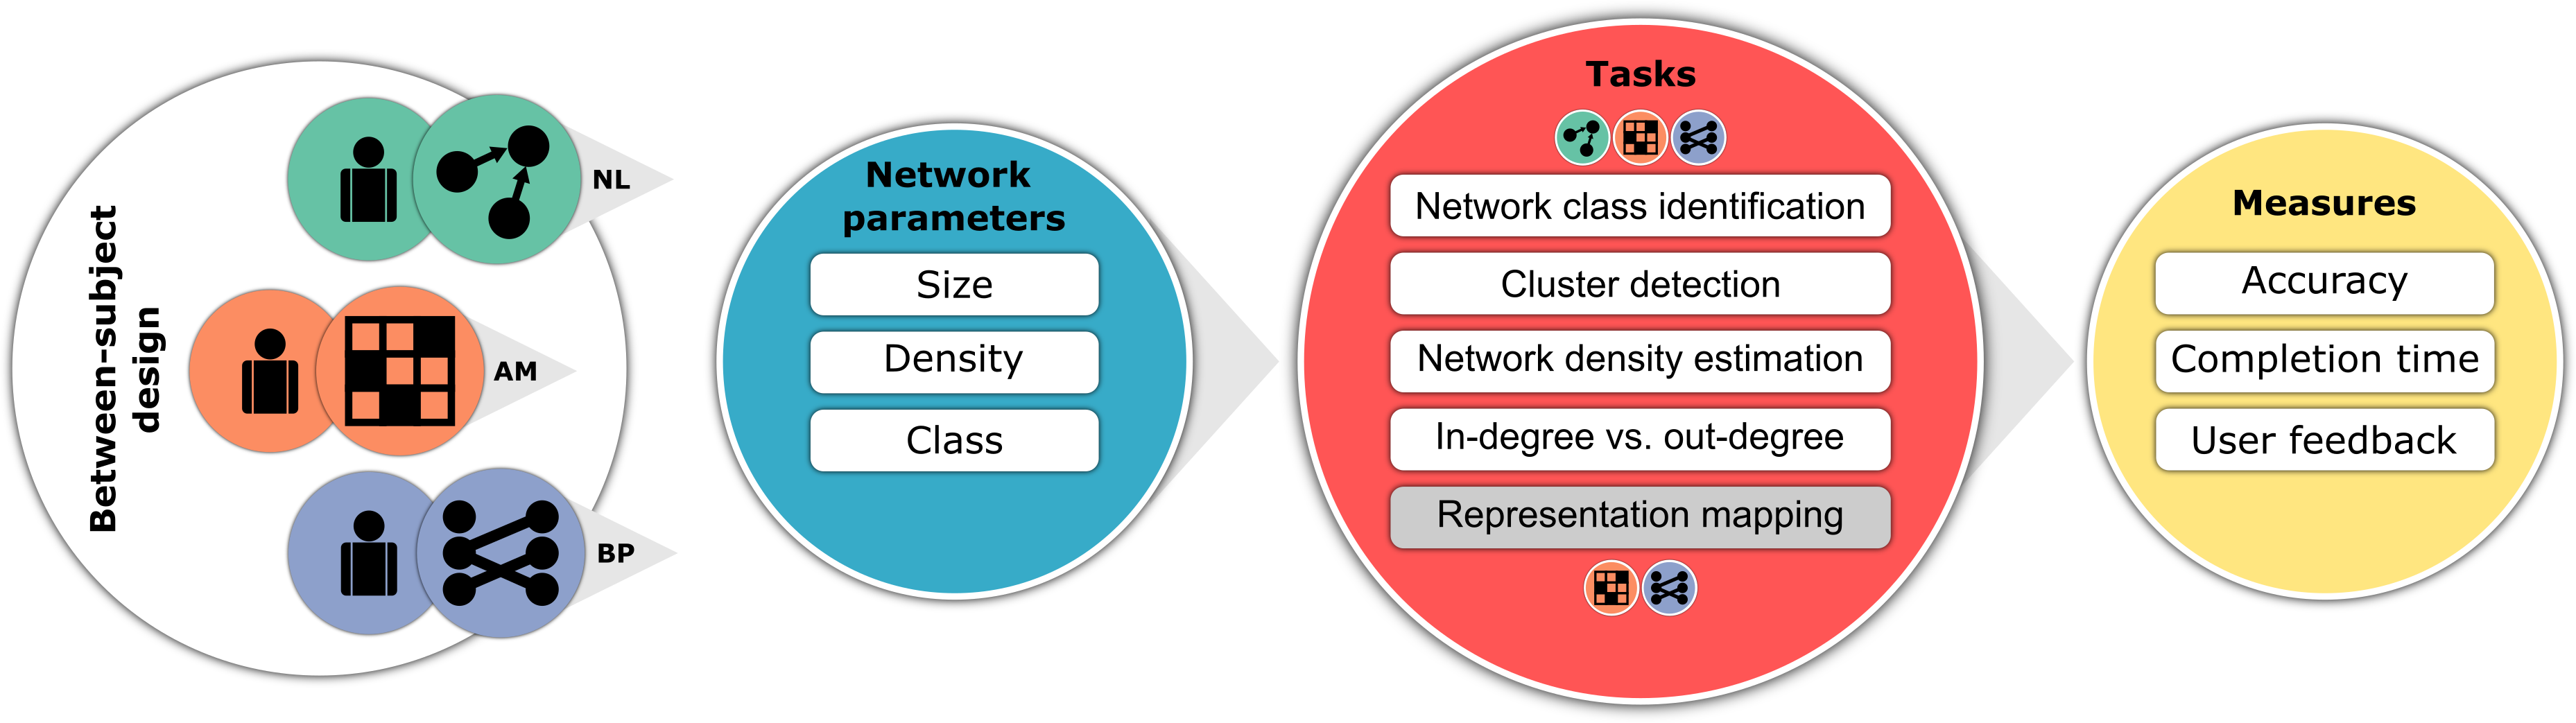 Between-subject
design
NL
AM
BP
Network
parameters
Size
Density
Class
Tasks
Network class identification
Cluster detection
Network density estimation
In-degree vs. out-degree
Representation mapping
Measures
Accuracy
Completion time
User feedback